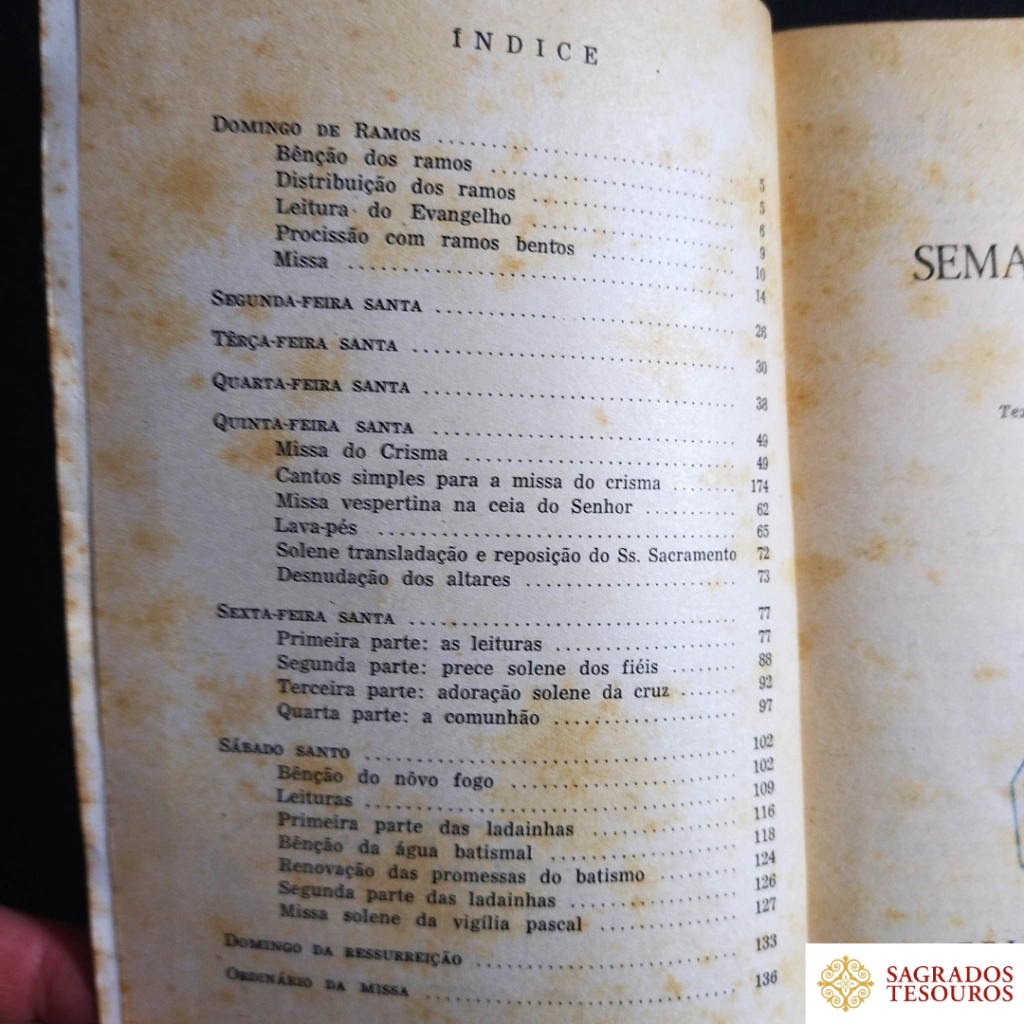 ÍNDICE
DOMINGO DE RAMOS ........ 5
Bênção dos ramos ........ 5
Distribuição dos ramos ........ 6
Leitura do Evangelho ........ 9
Procissão com ramos bentos ........ 10
Missa ........ 14
SEGUNDA-FEIRA SANTA ........ 26
TÊRÇA-FEIRA SANTA ........ 30
QUARTA-FEIRA SANTA ........ 38
QUINTA-FEIRA SANTA ........ 49
Missa do Crisma ........ 49
Cantos simples para a missa do crisma ........ 174
Missa vespertina na ceia do Senhor ........ 62
Lava-pés ........ 65
Solene transladação e reposição do Ss. Sacramento 72
Desnudação dos altares ........ 73
SEXTA-FEIRA SANTA ........ 77
Primeira parte: as leituras ........ 77
Segunda parte: prece solene dos fiéis ........ 88
Terceira parte: adoração solene da cruz ........ 92
Quarta parte: a comunhão ........ 97
SÁBADO SANTO ........ 102
Bênção do nôvo fogo ........ 102
Leituras ........ 109
Primeira parte das ladainhas ........ 116
Bênção da água batismal ........ 118
Renovação das promessas do batismo ........ 124
Segunda parte das ladainhas ........ 126
Missa solene da vigília pascal ........ 127
DOMINGO DA RESSURREIÇÃO ........ 133
ORDINÁRIO DA MISSA ........ 136
SEMA
Tex
SAGRADOS
TESOUROS